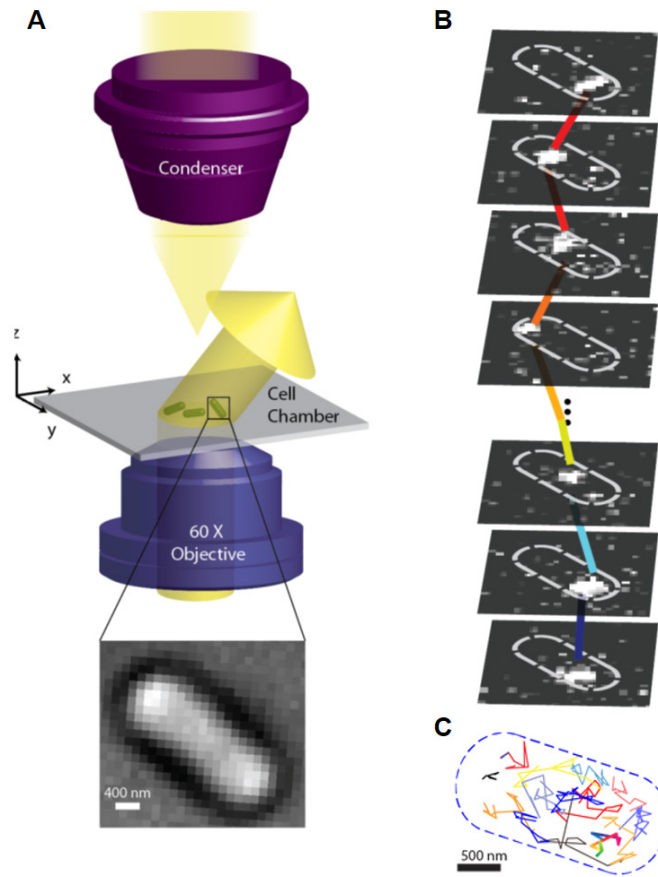 A
B
Condenser
z
x
y
Cell
Chamber
60 X
Objective
400 nm
C
500 nm